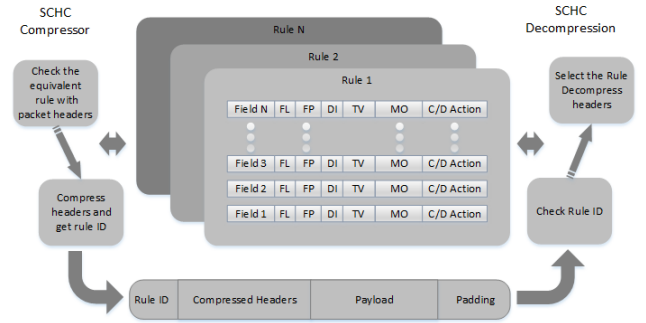 SCHC
Compressor
Check the
equivalent
rule with
packet headers
Compress
headers and
get rule ID
Rule N
Rule 2
Rule 1
Field N FL FP DI TV MO C/D Action
Field 3 FL FP DI TV MO C/D Action
Field 2 FL FP DI TV MO C/D Action
Field 1 FL FP DI TV MO C/D Action
Rule ID Compressed Headers Payload Padding
SCHC
Decompression
Select the Rule
Decompress
headers
Check Rule ID